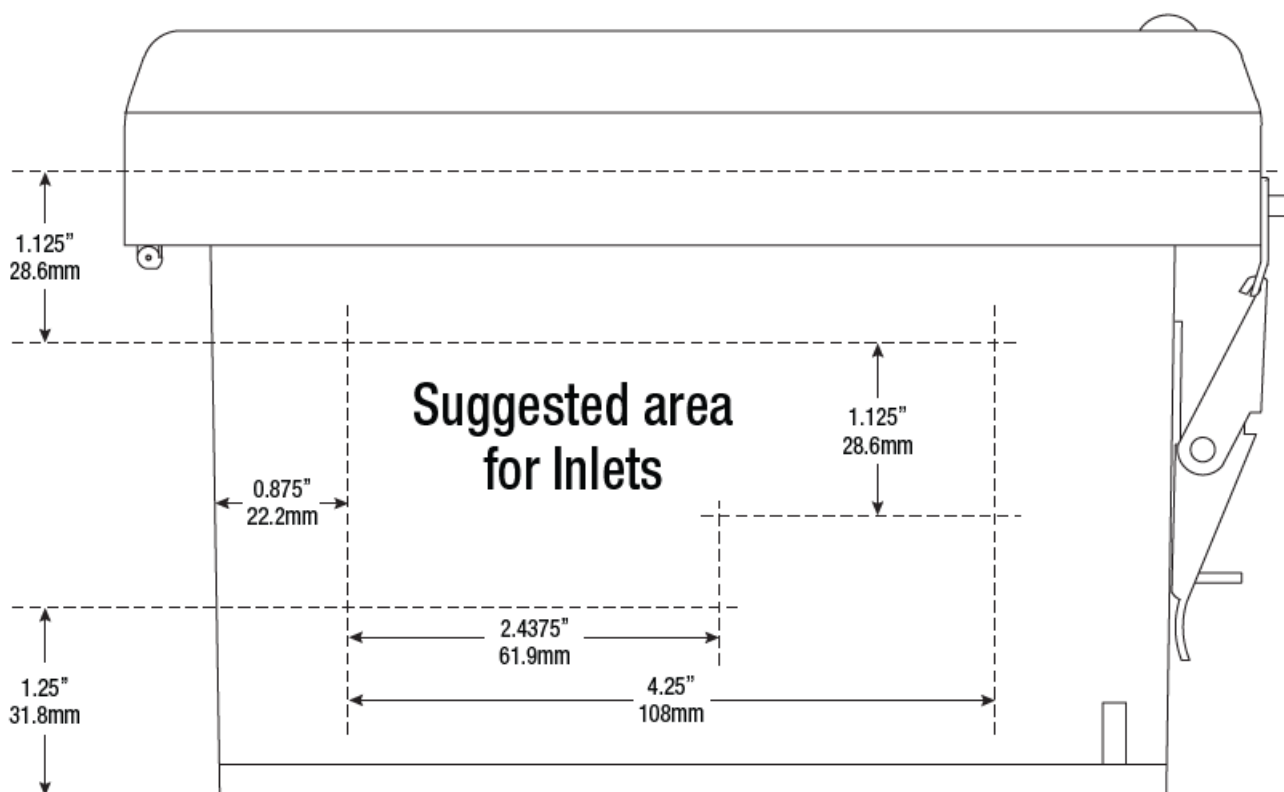 1.125”
28.6mm
Suggested area
for Inlets
1.125”
28.6mm
0.875”
22.2mm
2.4375”
61.9mm
1.25”
31.8mm
4.25”
108mm